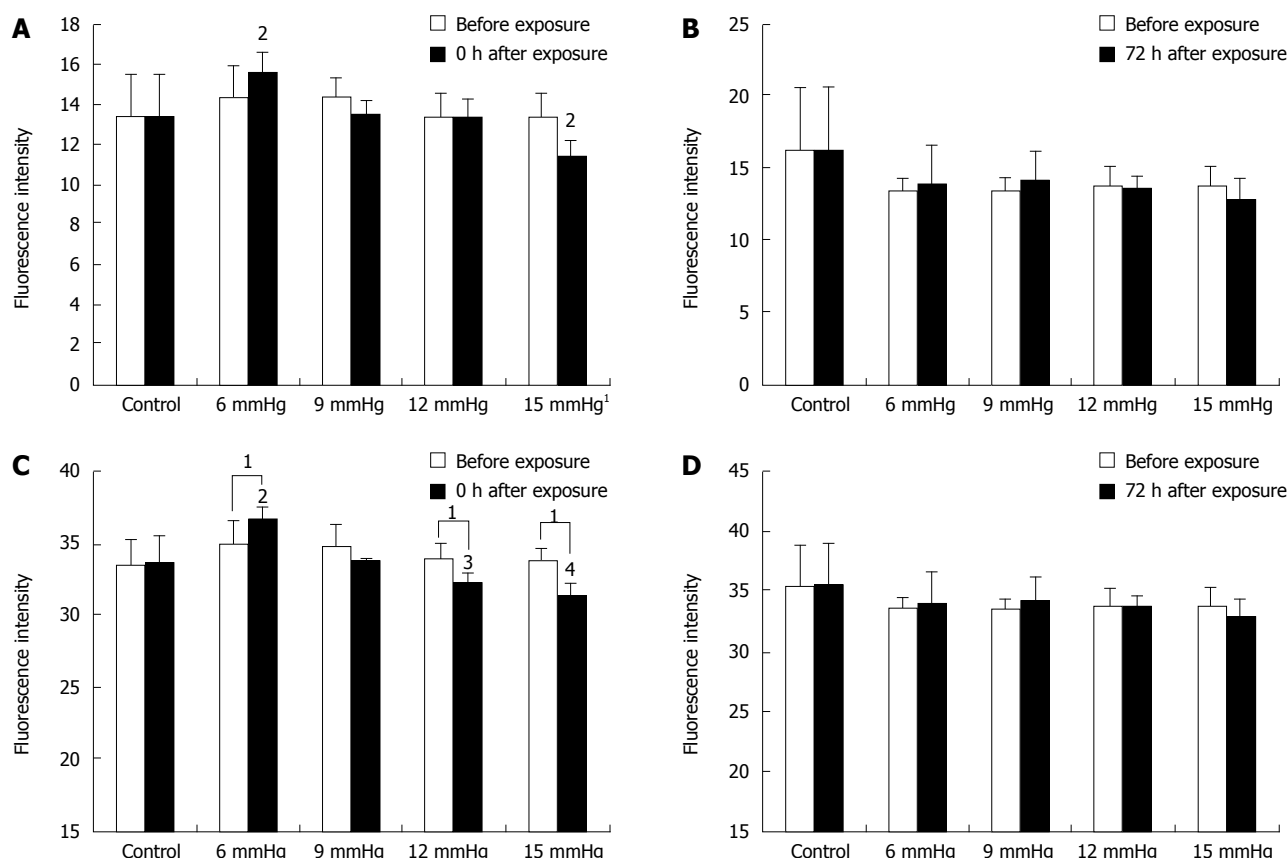 A
Before exposure
0 h after exposure
Fluorescence intensity
18
16
14
12
10
8
6
4
2
0
2
2
Control 6 mmHg 9 mmHg 12 mmHg 15 mmHg¹
B
Before exposure
72 h after exposure
Fluorescence intensity
25
20
15
10
5
0
Control 6 mmHg 9 mmHg 12 mmHg 15 mmHg
C
Before exposure
0 h after exposure
Fluorescence intensity
40
35
30
25
20
15
1
2
1
3
1
4
Control 6 mmHg 9 mmHg 12 mmHg 15 mmHg
D
Before exposure
72 h after exposure
Fluorescence intensity
45
40
35
30
25
20
15
Control 6 mmHg 9 mmHg 12 mmHg 15 mmHg